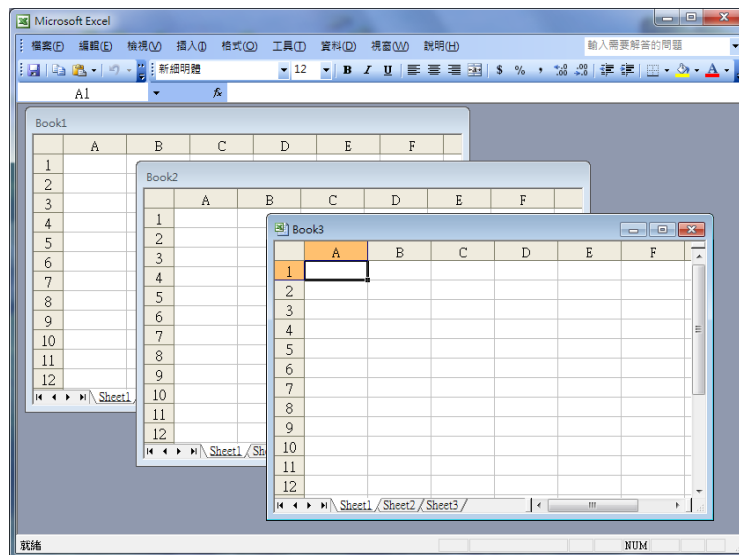 Microsoft Excel
檔案(F) 編輯(E) 檢視(V) 插入(I) 格式(O) 工具(T) 資料(D) 視窗(W) 說明(H) 輸入需要解答的問題
新細明體 12 B I U $ % ,
A1 fx
Book1
A B C D E F
1
2
3
4
5
6
7
8
9
10
11
12
Sheet1
Book2
A B C D E F
1
2
3
4
5
6
7
8
9
10
11
12
Sheet1 Sh
Book3
A B C D E F
1
2
3
4
5
6
7
8
9
10
11
12
Sheet1 Sheet2 Sheet3
就緒 NUM